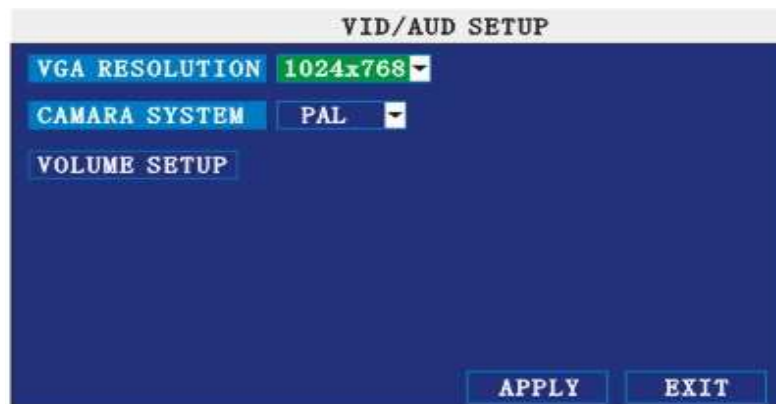 VID/AUD SETUP
VGA RESOLUTION 1024x768
CAMARA SYSTEM PAL
VOLUME SETUP
APPLY EXIT